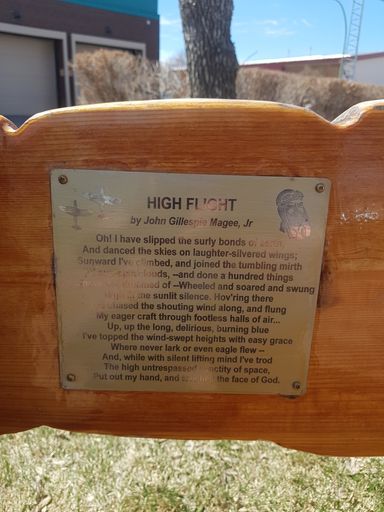 HIGH FLIGHT
by John Gillespie Magee, Jr
Oh! I have slipped the surly bonds of
And danced the skies on laughter-silvered wings;
Sunward I've climbed, and joined the tumbling mirth
clouds, --and done a hundred things
of --Wheeled and soared and swung
the sunlit silence. Hov'ring there
chased the shouting wind along, and flung
My eager craft through footless halls of air...
Up, up the long, delirious, burning blue
I've topped the wind-swept heights with easy grace
Where never lark or even eagle flew --
And, while with silent lifting mind I've trod
The high untrespassed of space,
Put out my hand, and the face of God.